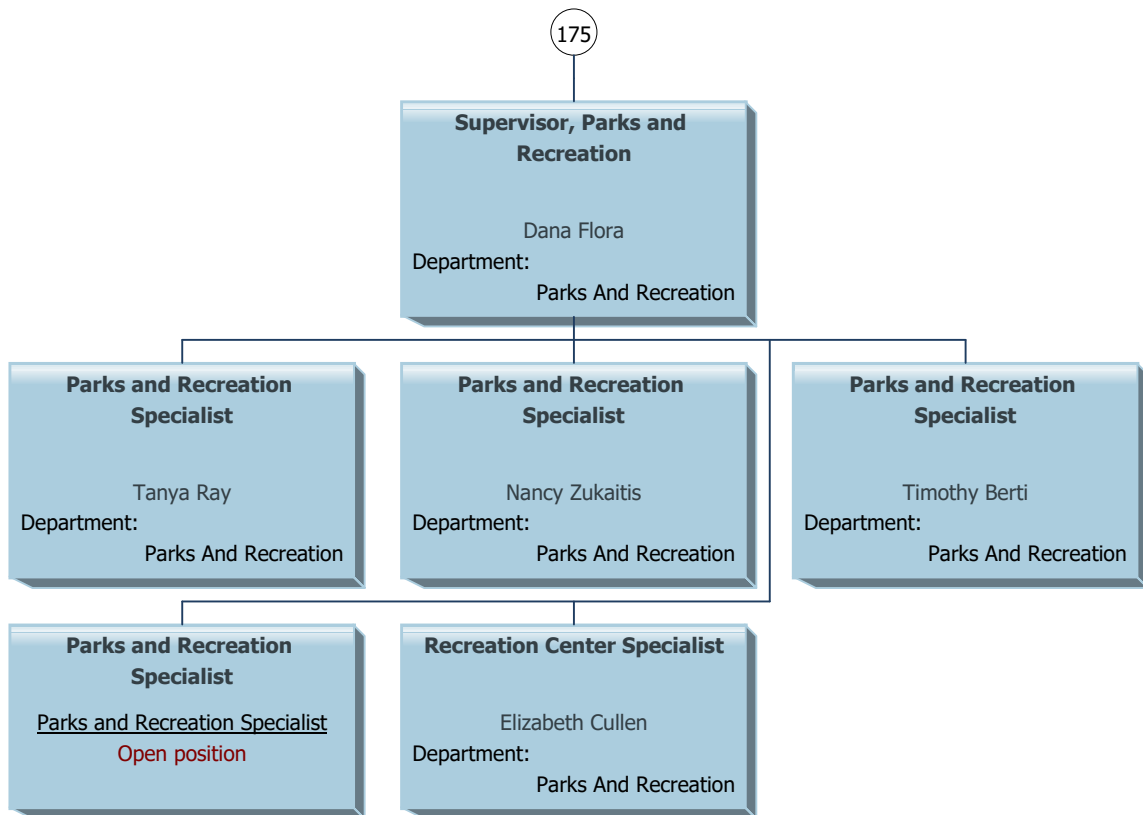 175
Supervisor, Parks and
Recreation
Dana Flora
Department:
Parks And Recreation
Parks and Recreation
Specialist
Tanya Ray
Department:
Parks And Recreation
Parks and Recreation
Specialist
Nancy Zukaitis
Department:
Parks And Recreation
Parks and Recreation
Specialist
Timothy Berti
Department:
Parks And Recreation
Parks and Recreation
Specialist
Parks and Recreation Specialist
Open position
Recreation Center Specialist
Elizabeth Cullen
Department:
Parks And Recreation